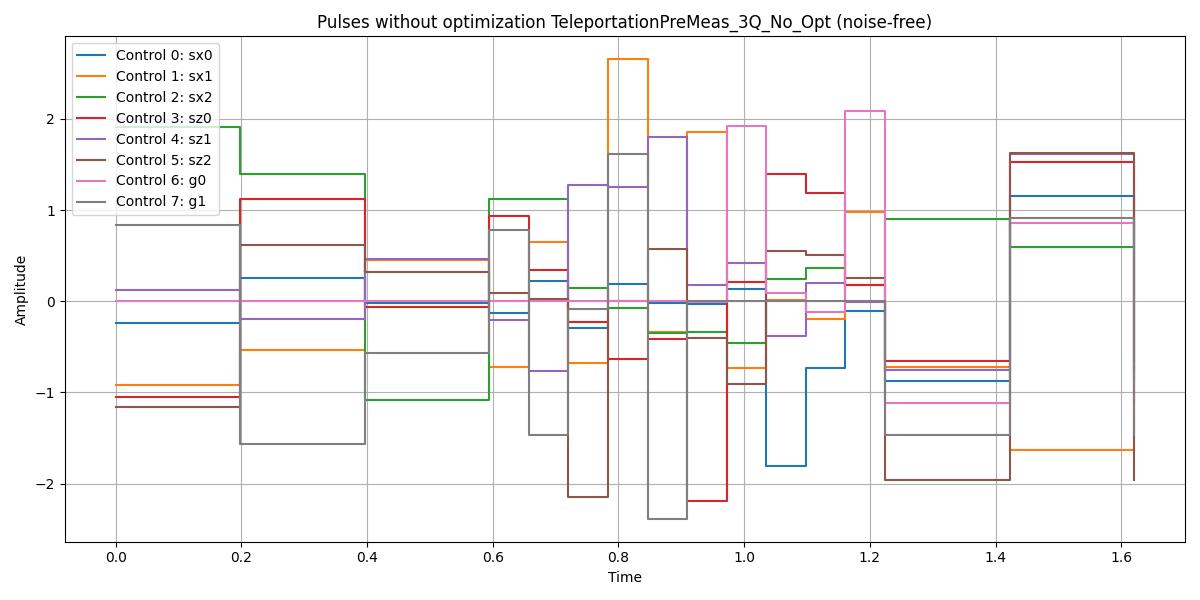 Pulses without optimization TeleportationPreMeas_3Q_No_Opt (noise-free)
Control 0: sx0
Control 1: sx1
Control 2: sx2
Control 3: sz0
Control 4: sz1
Control 5: sz2
Control 6: g0
Control 7: g1
2
1
0
−1
−2
Amplitude
0.0 0.2 0.4 0.6 0.8 1.0 1.2 1.4 1.6
Time